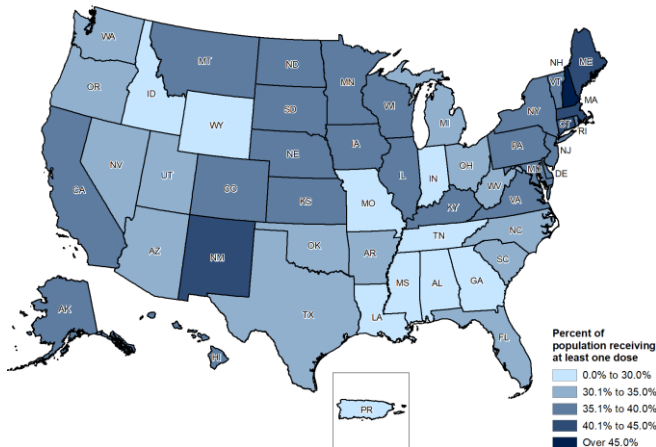 WA
MT
ND
MN
OR
ID
SD
WI
WY
MI
NH
VT
ME
MA
NY
CT
RI
NV
UT
CO
NE
IA
IL
IN
OH
PA
NJ
MD
DE
WV
VA
CA
KS
MO
KY
AZ
NM
OK
AR
TN
NC
SC
TX
LA
MS
AL
GA
FL
AK
HI
PR
Percent of
population receiving
at least one dose
0.0% to 30.0%
30.1% to 35.0%
35.1% to 40.0%
40.1% to 45.0%
Over 45.0%